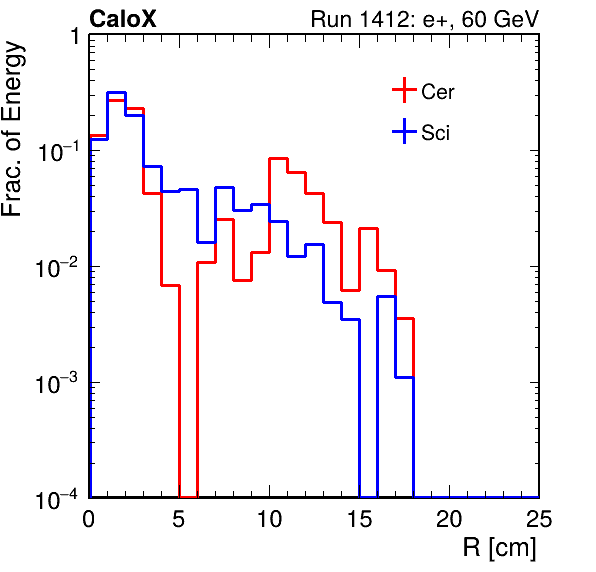 CaloX Run 1412: e+, 60 GeV
Frac. of Energy
1
10⁻¹
10⁻²
10⁻³
10⁻⁴
Cer
Sci
0 5 10 15 20 25
R [cm]